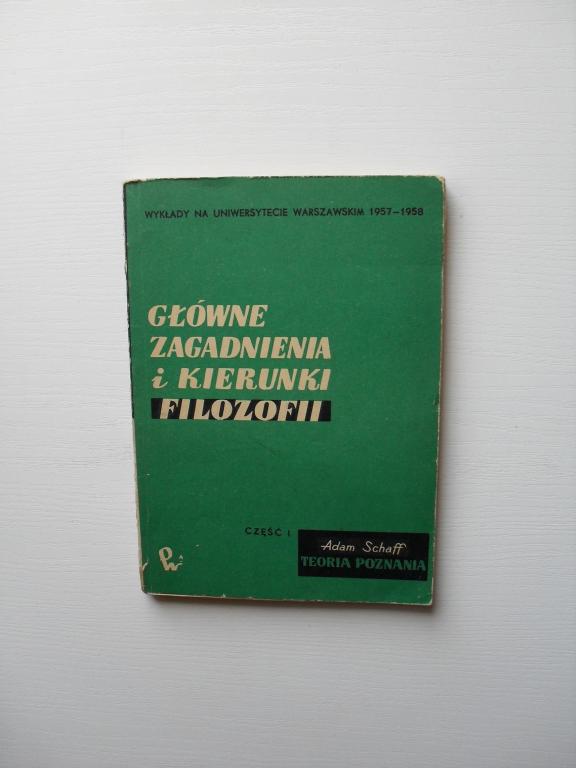 WYKŁADY NA UNIWERSYTECIE WARSZAWSKIM 1957–1958
GŁÓWNE
ZAGADNIENIA
i KIERUNKI
FILOZOFII
CZĘŚĆ I
Adam Schaff
TEORIA POZNANIA